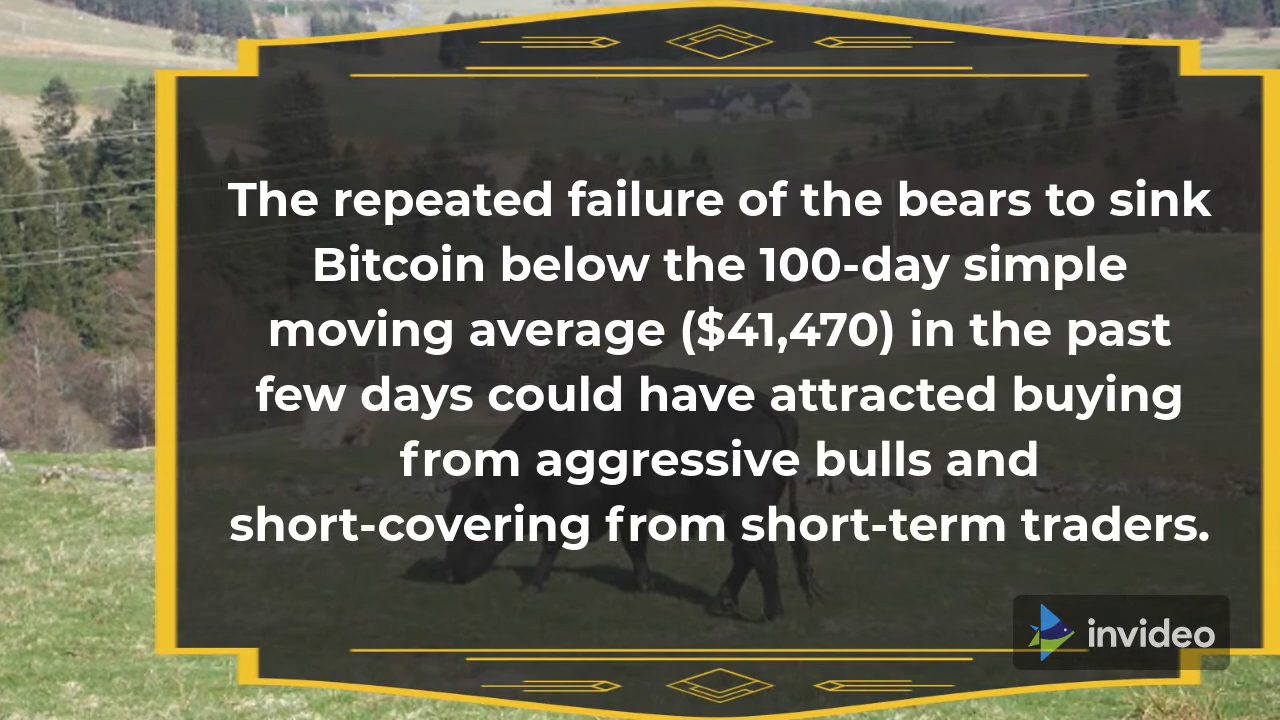 The repeated failure of the bears to sink
Bitcoin below the 100-day simple
moving average ($41,470) in the past
few days could have attracted buying
from aggressive bulls and
short-covering from short-term traders.
invideo